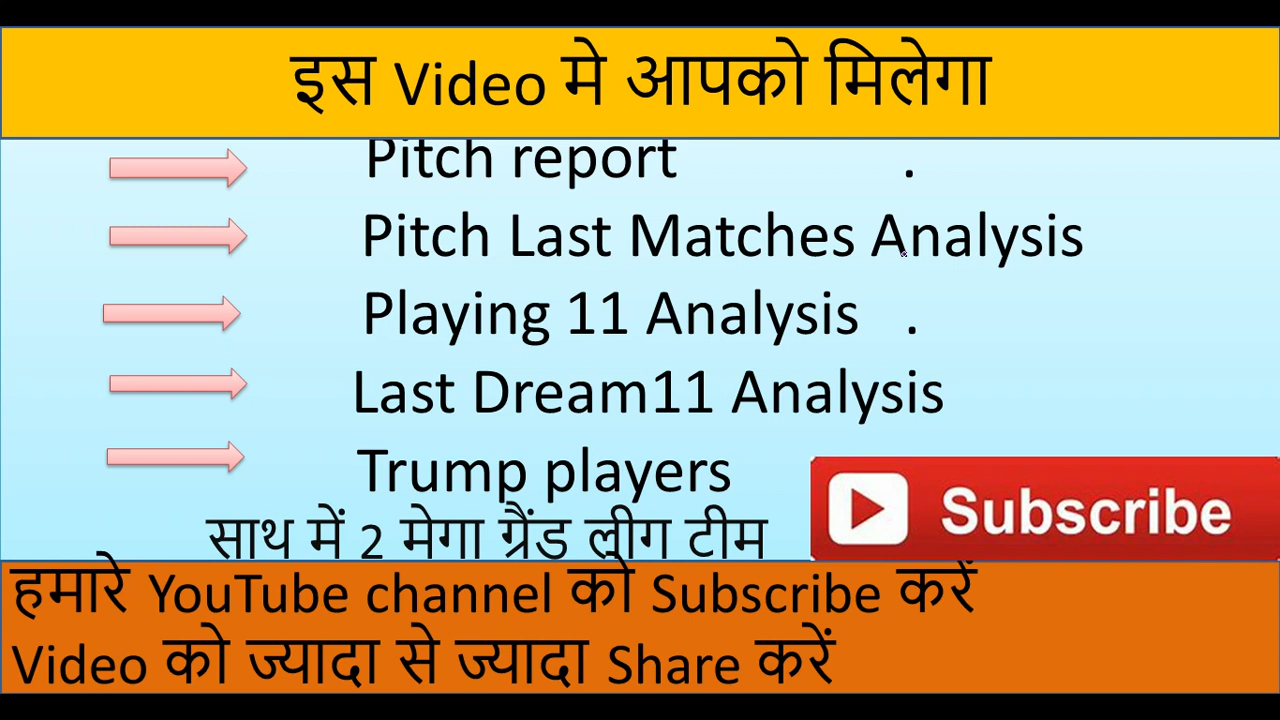 इस Video मे आपको मिलेगा
Pitch report .
Pitch Last Matches Analysis
Playing 11 Analysis .
Last Dream11 Analysis
Trump players
साथ में 2 मेगा ग्रैंड लीग टीम
Subscribe
हमारे YouTube channel को Subscribe करें
Video को ज्यादा से ज्यादा Share करें